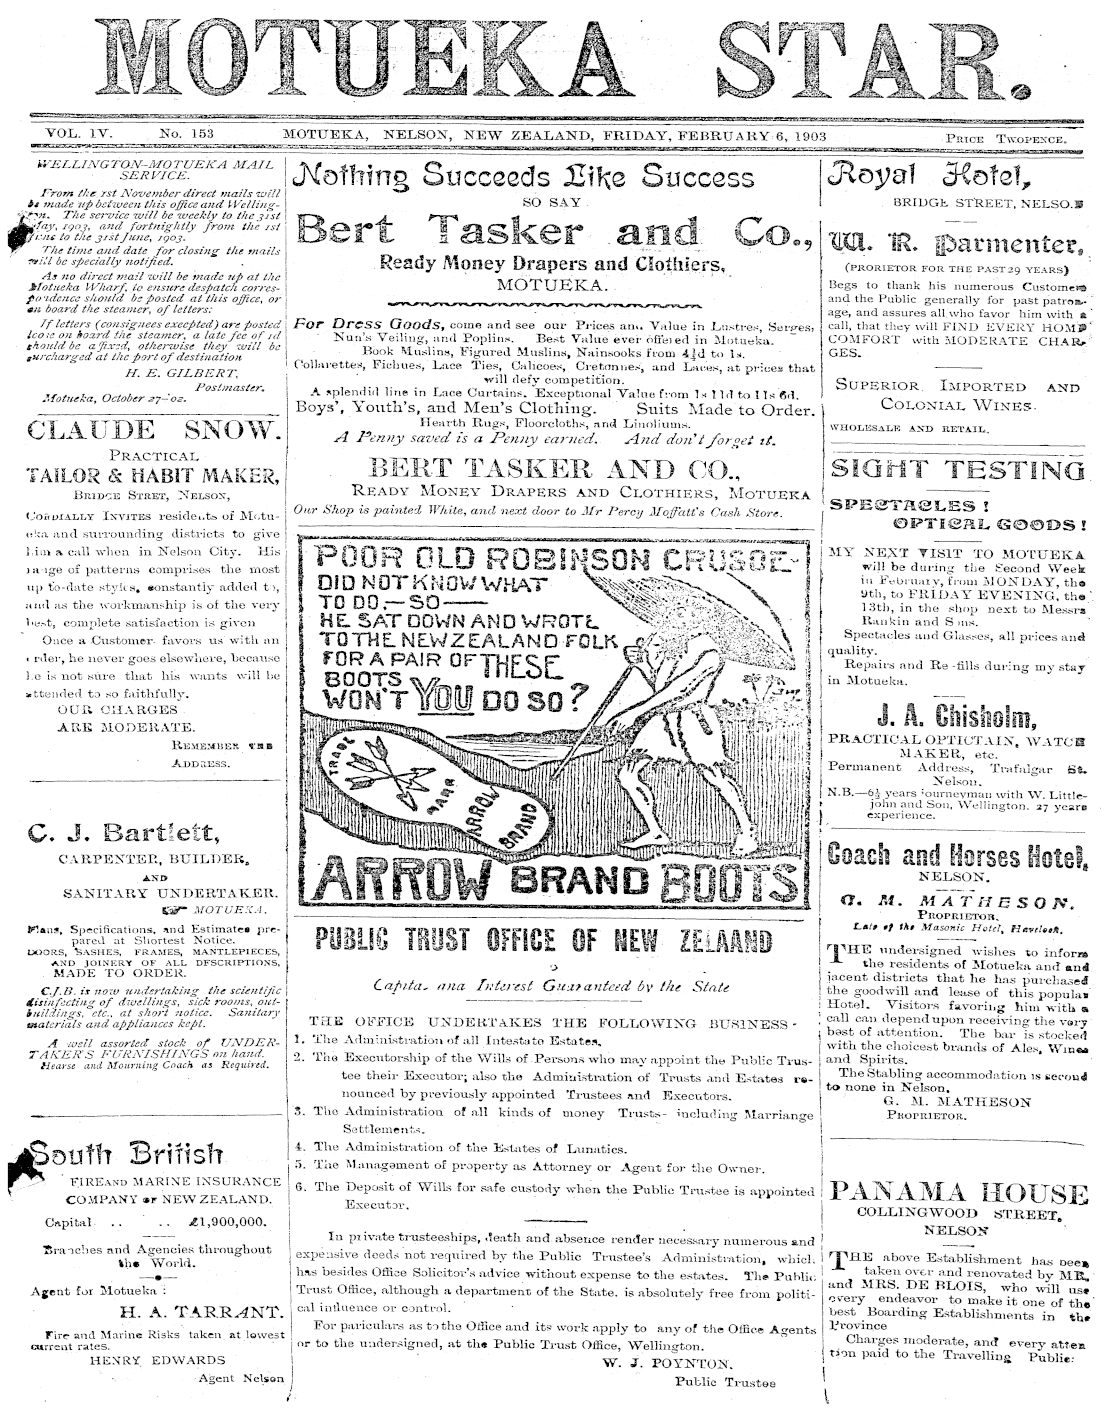 MOTUEKA STAR.
VOL. IV. No. 153 MOTUEKA, NELSON, NEW ZEALAND, FRIDAY, FEBRUARY 6, 1903 PRICE TWOPENCE.
WELLINGTON-MOTUEKA MAIL
SERVICE.
From the 1st November direct mails will
be made up between this office and Welling-
ton. The service will be weekly to the 31st
May, 1903, and fortnightly from the 1st
June to the 31st June, 1903.
The time and date for closing the mails
will be specially notified.
As no direct mail will be made up at the
Motueka Wharf, to ensure despatch corres-
pondence should be posted at this office, or
on board the steamer, of letters:
If letters (consignees excepted) are posted
loose on board the steamer, a late fee of 1d
should be affixed, otherwise they will be
surcharged at the port of destination
H. E. GILBERT,
Postmaster.
Motueka, October 27-'02.
CLAUDE SNOW.
PRACTICAL
TAILOR & HABIT MAKER,
BRIDGE STRET, NELSON,
CORDIALLY INVITES residents of Motu-
eka and surrounding districts to give
him a call when in Nelson City. His
range of patterns comprises the most
up to-date styles, constantly added to,
and as the workmanship is of the very
best, complete satisfaction is given
Once a Customer favors us with an
order, he never goes elsewhere, because
he is not sure that his wants will be
attended to so faithfully.
OUR CHARGES
ARE MODERATE.
REMEMBER THE
ADDRESS.
C. J. Bartlett,
CARPENTER, BUILDER,
AND
SANITARY UNDERTAKER.
MOTUEKA.
Plans, Specifications, and Estimates pre-
pared at Shortest Notice.
DOORS, SASHES, FRAMES, MANTLEPIECES,
AND JOINERY OF ALL DESCRIPTIONS,
MADE TO ORDER.
C.J.B. is now undertaking the scientific
disinfecting of dwellings, sick rooms, out-
buildings, etc., at short notice. Sanitary
materials and appliances kept.
A well assorted stock of UNDER-
TAKER'S FURNISHINGS on hand.
Hearse and Mourning Coach as Required.
South British
FIRE AND MARINE INSURANCE
COMPANY OF NEW ZEALAND.
Capital .. .. £1,900,000.
Branches and Agencies throughout
the World.
Agent for Motueka :
H. A. TARRANT.
Fire and Marine Risks taken at lowest
current rates.
HENRY EDWARDS
Agent Nelson
Nothing Succeeds Like Success
SO SAY
Bert Tasker and Co.,
Ready Money Drapers and Clothiers,
MOTUEKA.
For Dress Goods, come and see our Prices and Value in Lustres, Serges,
Nun's Veiling, and Poplins. Best Value ever offered in Motueka.
Book Muslins, Figured Muslins, Nainsooks from 4½d to 1s.
Collarettes, Fichues, Lace Ties, Calicoes, Cretonnes, and Laces, at prices that
will defy competition.
A splendid line in Lace Curtains. Exceptional Value from 1s 11d to 11s 6d.
Boys', Youth's, and Men's Clothing. Suits Made to Order.
Hearth Rugs, Floorcloths, and Linoliums.
A Penny saved is a Penny earned. And don't forget it.
BERT TASKER AND CO.,
READY MONEY DRAPERS AND CLOTHIERS, MOTUEKA
Our Shop is painted White, and next door to Mr Percy Moffatt's Cash Store.
POOR OLD ROBINSON CRUSOE-
DID NOT KNOW WHAT
TO DO.— SO —
HE SAT DOWN AND WROTE
TO THE NEW ZEALAND FOLK
FOR A PAIR OF THESE
BOOTS
WON'T YOU DO SO?
TRADE
MARK
ARROW
BRAND
ARROW BRAND BOOTS
PUBLIC TRUST OFFICE OF NEW ZELAAND
Capital and Interest Guaranteed by the State
THE OFFICE UNDERTAKES THE FOLLOWING BUSINESS -
1. The Administration of all Intestate Estates.
2. The Executorship of the Wills of Persons who may appoint the Public Trus-
tee their Executor; also the Administration of Trusts and Estates re-
nounced by previously appointed Trustees and Executors.
3. The Administration of all kinds of money Trusts- including Marriange
Settlements.
4. The Administration of the Estates of Lunatics.
5. The Management of property as Attorney or Agent for the Owner.
6. The Deposit of Wills for safe custody when the Public Trustee is appointed
Executor.
In private trusteeships, death and absence render necessary numerous and
expensive deeds not required by the Public Trustee's Administration, which
has besides Office Solicitor's advice without expense to the estates. The Public
Trust Office, although a department of the State. is absolutely free from politi-
cal influence or control.
For pariculars as to the Office and its work apply to any of the Office Agents
or to the undersigned, at the Public Trust Office, Wellington.
W. J. POYNTON.
Public Trustee
Royal Hotel,
BRIDGE STREET, NELSON
W. R. Parmenter,
(PRORIETOR FOR THE PAST 29 YEARS)
Begs to thank his numerous Customers
and the Public generally for past patron-
age, and assures all who favor him with a
call, that they will FIND EVERY HOME
COMFORT with MODERATE CHAR-
GES.
SUPERIOR IMPORTED AND
COLONIAL WINES.
WHOLESALE AND RETAIL.
SIGHT TESTING
SPECTACLES !
OPTICAL GOODS !
MY NEXT VISIT TO MOTUEKA
will be during the Second Week
in February, from MONDAY, the
9th, to FRIDAY EVENING, the
13th, in the shop next to Messrs
Rankin and Sons.
Spectacles and Glasses, all prices and
quality.
Repairs and Re-fills during my stay
in Motueka.
J. A. Chisholm,
PRACTICAL OPTICTAIN, WATCH
MAKER, etc.
Permanent Address, Trafalgar St.
Nelson.
N.B.—6½ years journeyman with W. Little-
john and Son, Wellington. 27 years
experience.
Coach and Horses Hotel,
NELSON.
G. M. MATHESON.
PROPRIETOR.
Late of the Masonic Hotel, Havelock.
THE undersigned wishes to inform
the residents of Motueka and and
jacent districts that he has purchased
the goodwill and lease of this popular
Hotel. Visitors favoring him with a
call can depend upon receiving the very
best of attention. The bar is stocked
with the choicest brands of Ales, Wines
and Spirits.
The Stabling accommodation is second
to none in Nelson.
G. M. MATHESON
PROPRIETOR.
PANAMA HOUSE
COLLINGWOOD STREET,
NELSON
THE above Establishment has been
taken over and renovated by MR.
and MRS. DE BLOIS, who will use
every endeavor to make it one of the
best Boarding Establishments in the
Province
Charges moderate, and every atten
tion paid to the Travelling Public: